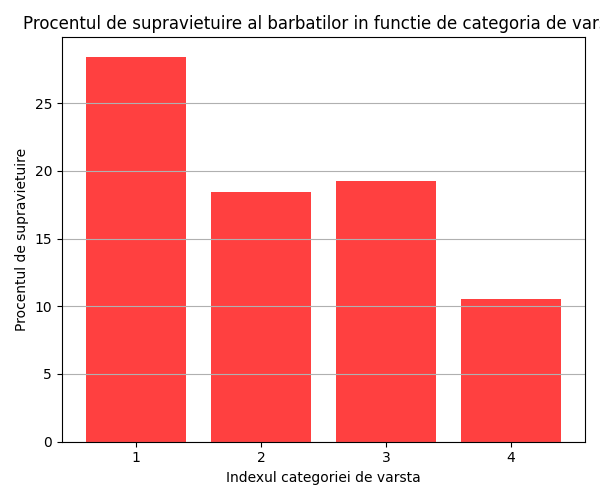 Procentul de supravietuire al barbatilor in functie de categoria de var
Procentul de supravietuire
25
20
15
10
5
0
1 2 3 4
Indexul categoriei de varsta